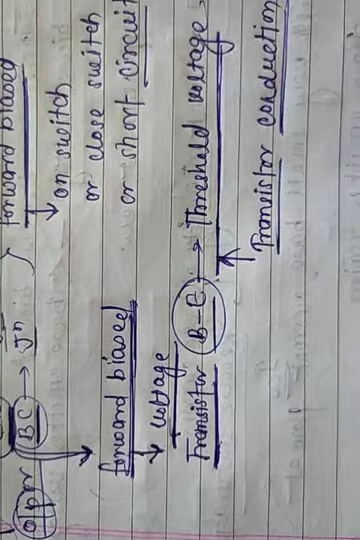 BC → Jn
forward biased
↓ on switch
or close switch
or short circuit
forward biased
↓ voltage
Transistor B-E → Threshold voltage
↑
Transistor conduction